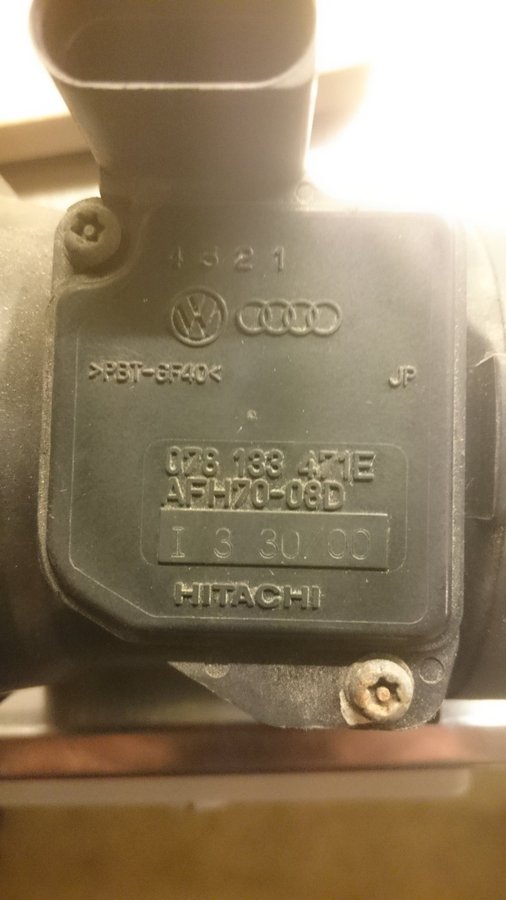 4321
>PBT-GF40< JP
078 133 471E
AFH70-08D
I 3 30 00
HITACHI